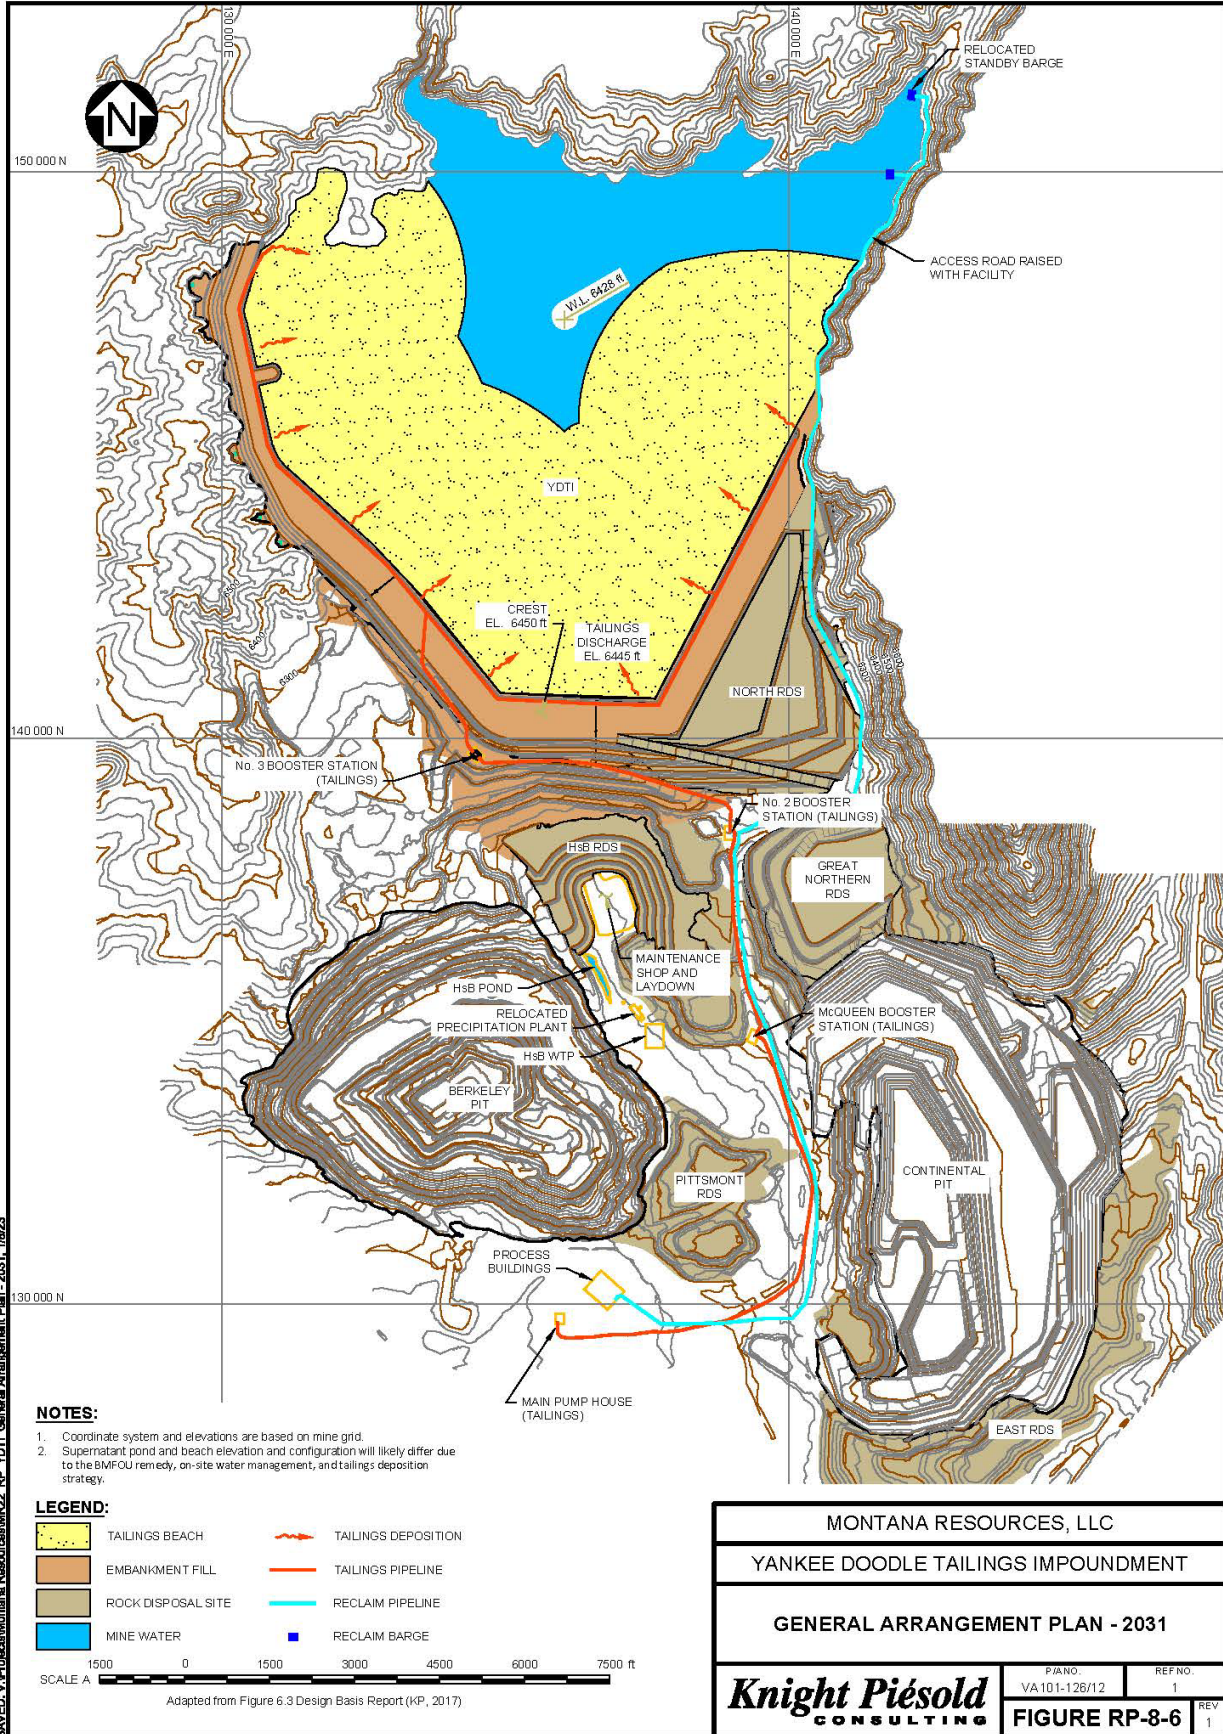 130 000 E
140 000 E
RELOCATED
STANDBY BARGE
N
150 000 N
ACCESS ROAD RAISED
WITH FACILITY
W.L. 6428 ft
YDTI
CREST
EL. 6450 ft
TAILINGS
DISCHARGE
EL. 6445 ft
6500
6400
6300
NORTH RDS
140 000 N
No. 3 BOOSTER STATION
(TAILINGS)
No. 2 BOOSTER
STATION (TAILINGS)
HsB RDS
GREAT
NORTHERN
RDS
MAINTENANCE
SHOP AND
LAYDOWN
HsB POND
RELOCATED
PRECIPITATION PLANT
McQUEEN BOOSTER
STATION (TAILINGS)
HsB WTP
BERKELEY
PIT
CONTINENTAL
PIT
PITTSMONT
RDS
PROCESS
BUILDINGS
130 000 N
MAIN PUMP HOUSE
(TAILINGS)
EAST RDS
NOTES:
1. Coordinate system and elevations are based on mine grid.
2. Supernatant pond and beach elevation and configuration will likely differ due
to the BMFOU remedy, on-site water management, and tailings deposition
strategy.
LEGEND:
TAILINGS BEACH
TAILINGS DEPOSITION
EMBANKMENT FILL
TAILINGS PIPELINE
ROCK DISPOSAL SITE
RECLAIM PIPELINE
MINE WATER
RECLAIM BARGE
SCALE A
1500 0 1500 3000 4500 6000 7500 ft
Adapted from Figure 6.3 Design Basis Report (KP, 2017)
MONTANA RESOURCES, LLC
YANKEE DOODLE TAILINGS IMPOUNDMENT
GENERAL ARRANGEMENT PLAN - 2031
Knight Piésold
CONSULTING
P/A NO.
VA101-126/12
REF NO.
1
FIGURE RP-8-6
REV
1